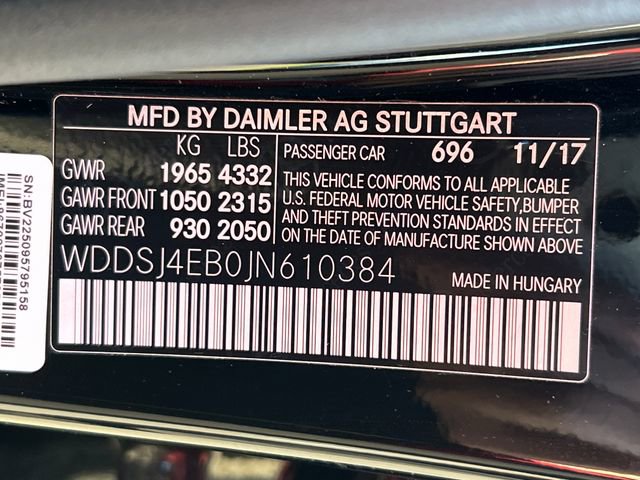 MFD BY DAIMLER AG STUTTGART
KG LBS
GVWR 1965 4332
GAWR FRONT 1050 2315
GAWR REAR 930 2050
PASSENGER CAR 696 11/17
THIS VEHICLE CONFORMS TO ALL APPLICABLE
U.S. FEDERAL MOTOR VEHICLE SAFETY,BUMPER
AND THEFT PREVENTION STANDARDS IN EFFECT
ON THE DATE OF MANUFACTURE SHOWN ABOVE
WDDSJ4EB0JN610384
MADE IN HUNGARY
SN:BV225095795158